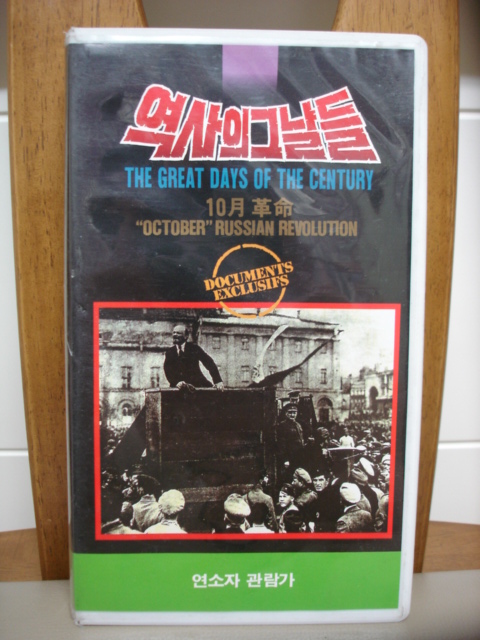 역사의그날들
THE GREAT DAYS OF THE CENTURY
10月 革命
"OCTOBER" RUSSIAN REVOLUTION
DOCUMENTS
EXCLUSIFS
연소자 관람가